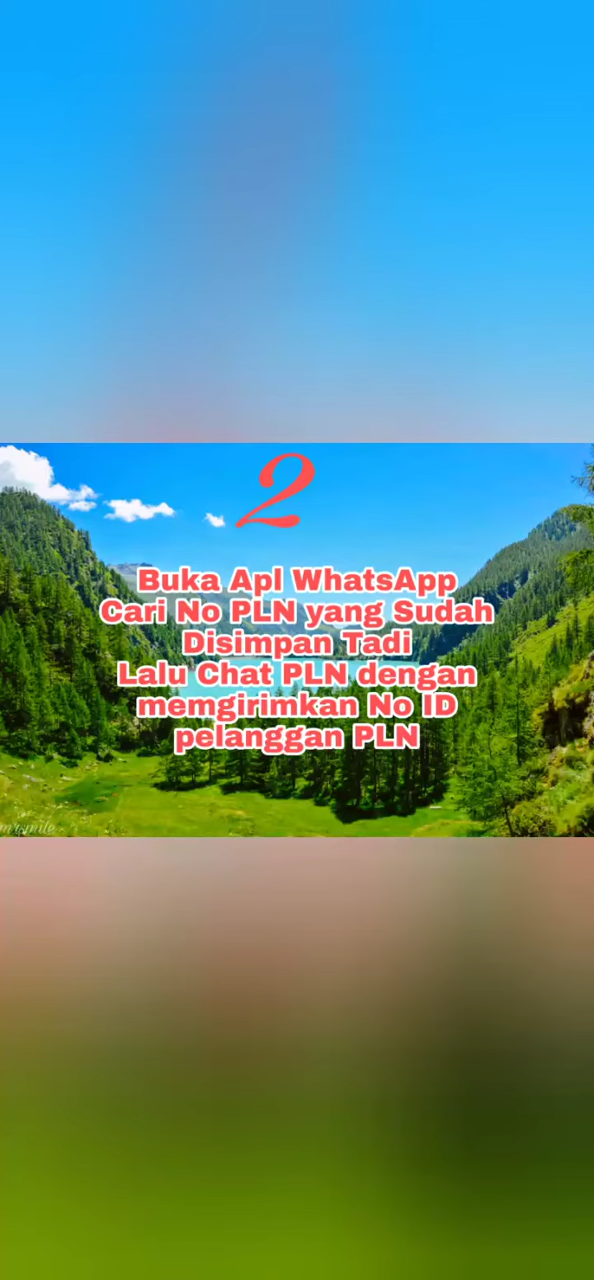 2
Buka Apl WhatsApp
Cari No PLN yang Sudah
Disimpan Tadi
Lalu Chat PLN dengan
memgirimkan No ID
pelanggan PLN